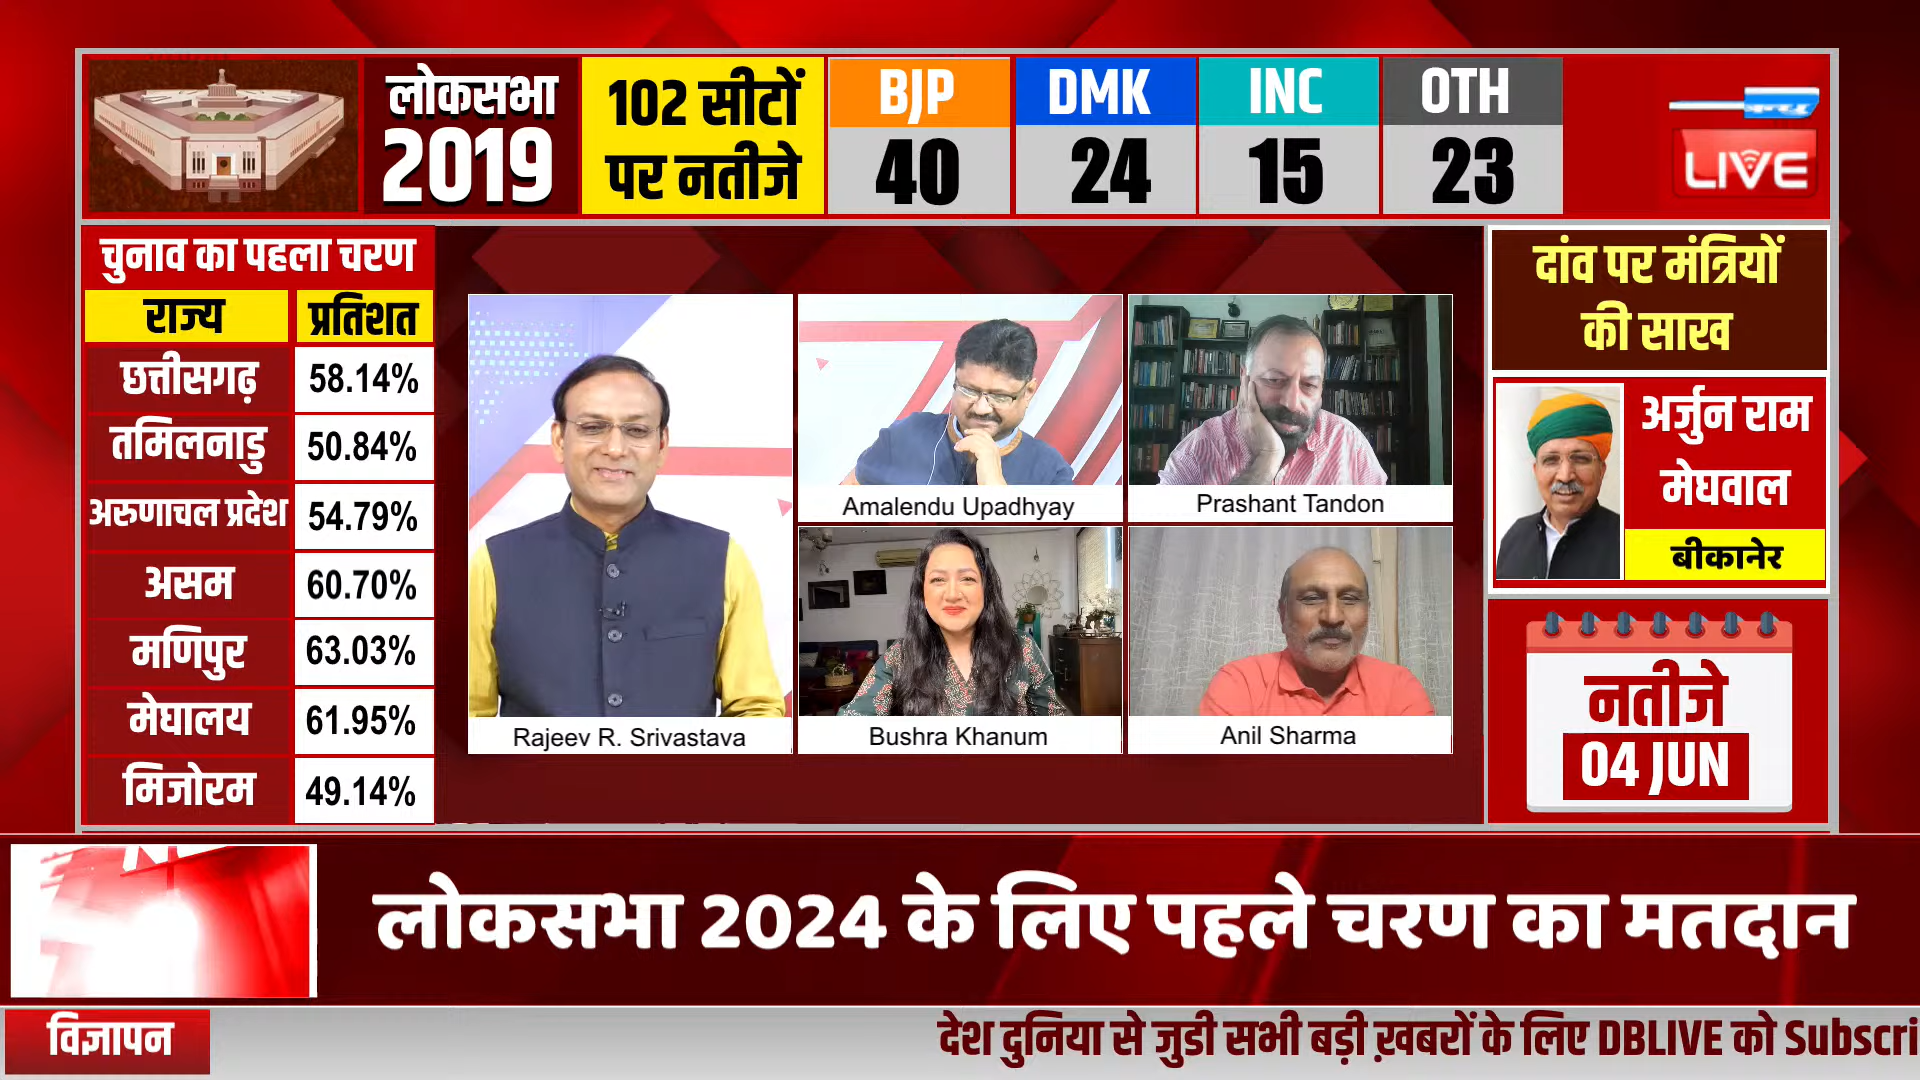 लोकसभा
2019
102 सीटों
पर नतीजे
BJP
40
DMK
24
INC
15
OTH
23
LIVE
चुनाव का पहला चरण
राज्य प्रतिशत
छत्तीसगढ़ 58.14%
तमिलनाडु 50.84%
अरुणाचल प्रदेश 54.79%
असम 60.70%
मणिपुर 63.03%
मेघालय 61.95%
मिजोरम 49.14%
Rajeev R. Srivastava
Amalendu Upadhyay
Prashant Tandon
Bushra Khanum
Anil Sharma
दांव पर मंत्रियों
की साख
अर्जुन राम
मेघवाल
बीकानेर
नतीजे
04 JUN
लोकसभा 2024 के लिए पहले चरण का मतदान
विज्ञापन
देश दुनिया से जुडी सभी बड़ी ख़बरों के लिए DBLIVE को Subscri